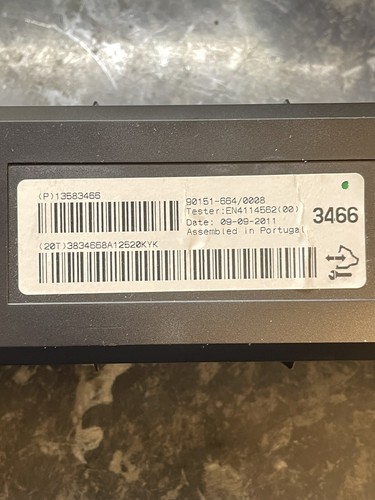 (P)13583466
90151-664/0008
Tester:EN4114562(00)
Date: 09-09-2011
Assembled in Portugal
3466
(20T)3834668A12520KYK